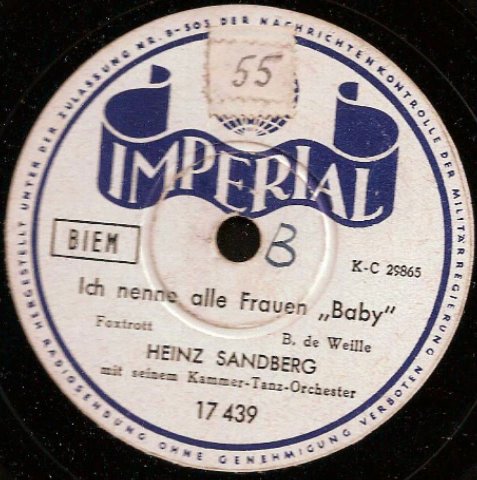 HERGESTELLT UNTER DER ZULASSUNG NR. B-503 DER NACHRICHTENKONTROLLE DER MILITÄRREGIERUNG
55
IMPERIAL
BIEM
B
K-C 29865
Ich nenne alle Frauen „Baby"
Foxtrott
B. de Weille
HEINZ SANDBERG
mit seinem Kammer-Tanz-Orchester
17 439
RADIOSENDUNG OHNE GENEHMIGUNG VERBOTEN